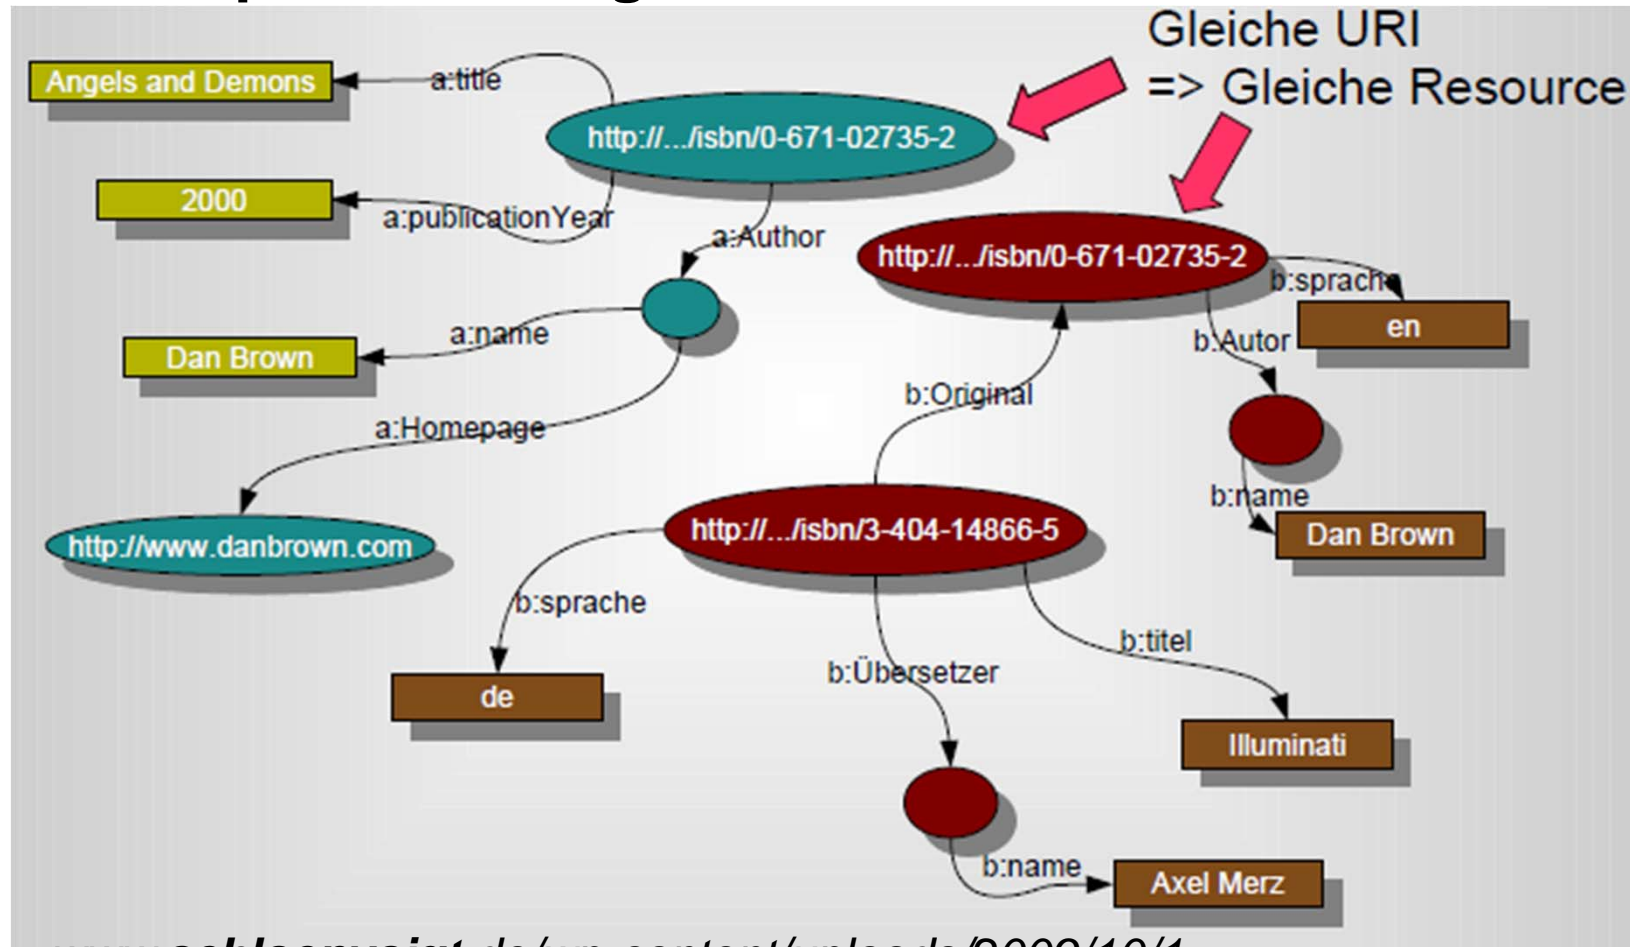 Gleiche URI
=> Gleiche Resource
Angels and Demons
a:title
http://.../isbn/0-671-02735-2
2000
a:publicationYear
a:Author
http://.../isbn/0-671-02735-2
b:sprache
en
a:name
Dan Brown
b:Autor
b:Original
a:Homepage
b:name
http://www.danbrown.com
http://.../isbn/3-404-14866-5
Dan Brown
b:sprache
b:titel
b:Übersetzer
de
Illuminati
b:name
Axel Merz